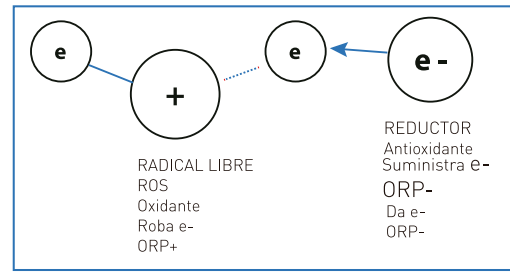 e
+
e
e -
RADICAL LIBRE
ROS
Oxidante
Roba e-
ORP+
REDUCTOR
Antioxidante
Suministra e-
ORP-
Da e-
ORP-